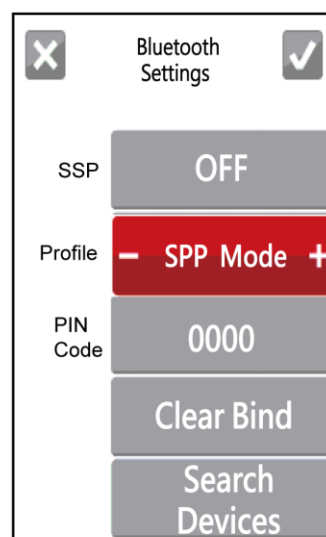 Bluetooth
Settings
SSP
OFF
Profile
- SPP Mode +
PIN
Code
0000
Clear Bind
Search
Devices